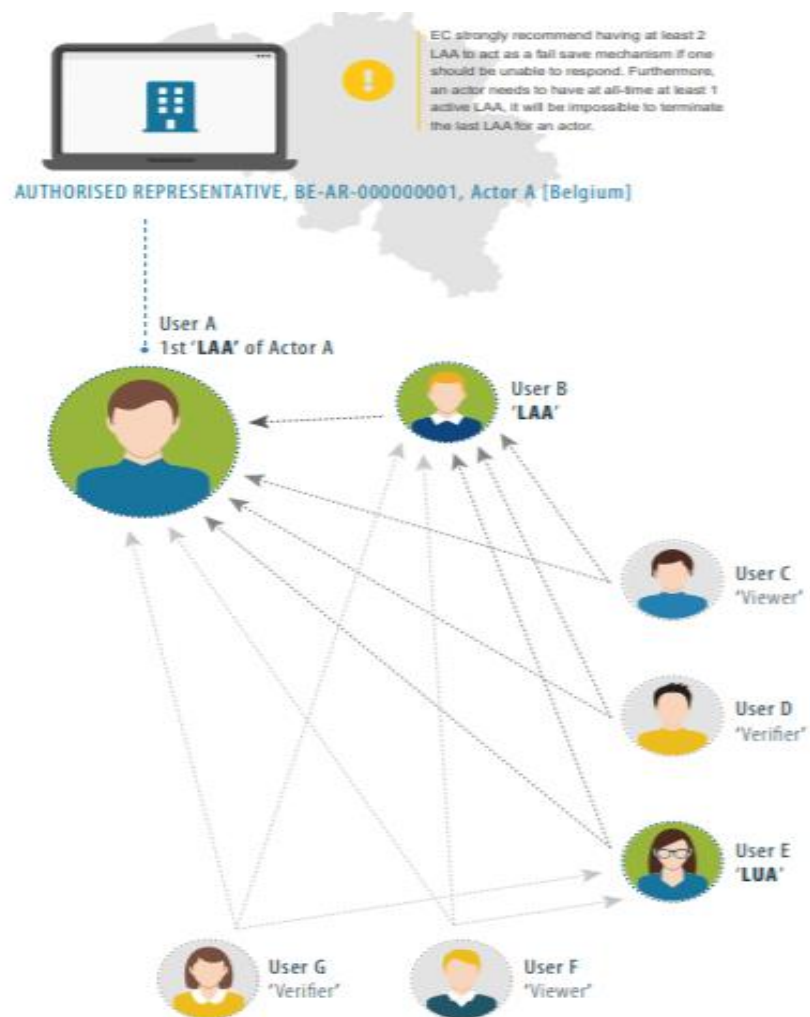 EC strongly recommend having at least 2
LAA to act as a fail save mechanism if one
should be unable to respond. Furthermore,
an actor needs to have at all-time at least 1
active LAA, it will be impossible to terminate
the last LAA for an actor.
AUTHORISED REPRESENTATIVE, BE-AR-000000001, Actor A [Belgium]
User A
1st 'LAA' of Actor A
User B
'LAA'
User C
'Viewer'
User D
'Verifier'
User E
'LUA'
User G
'Verifier'
User F
'Viewer'